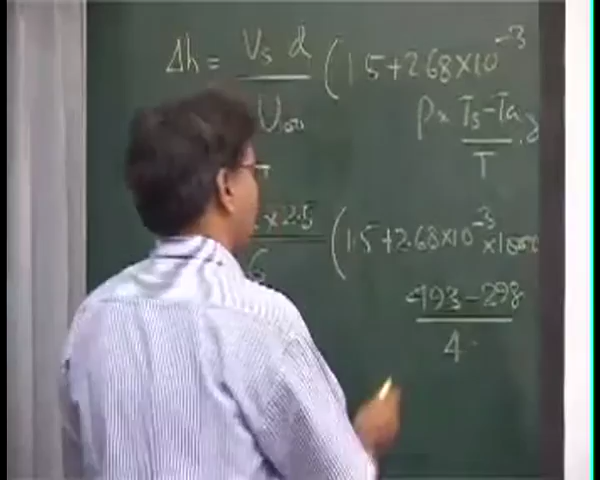 Δh = Vs d (1.5+2.68×10⁻³
U∞
P× Ts-Ta . d
T
×2.5 (1.5+2.68×10⁻³ ×1000
6
493-298
4